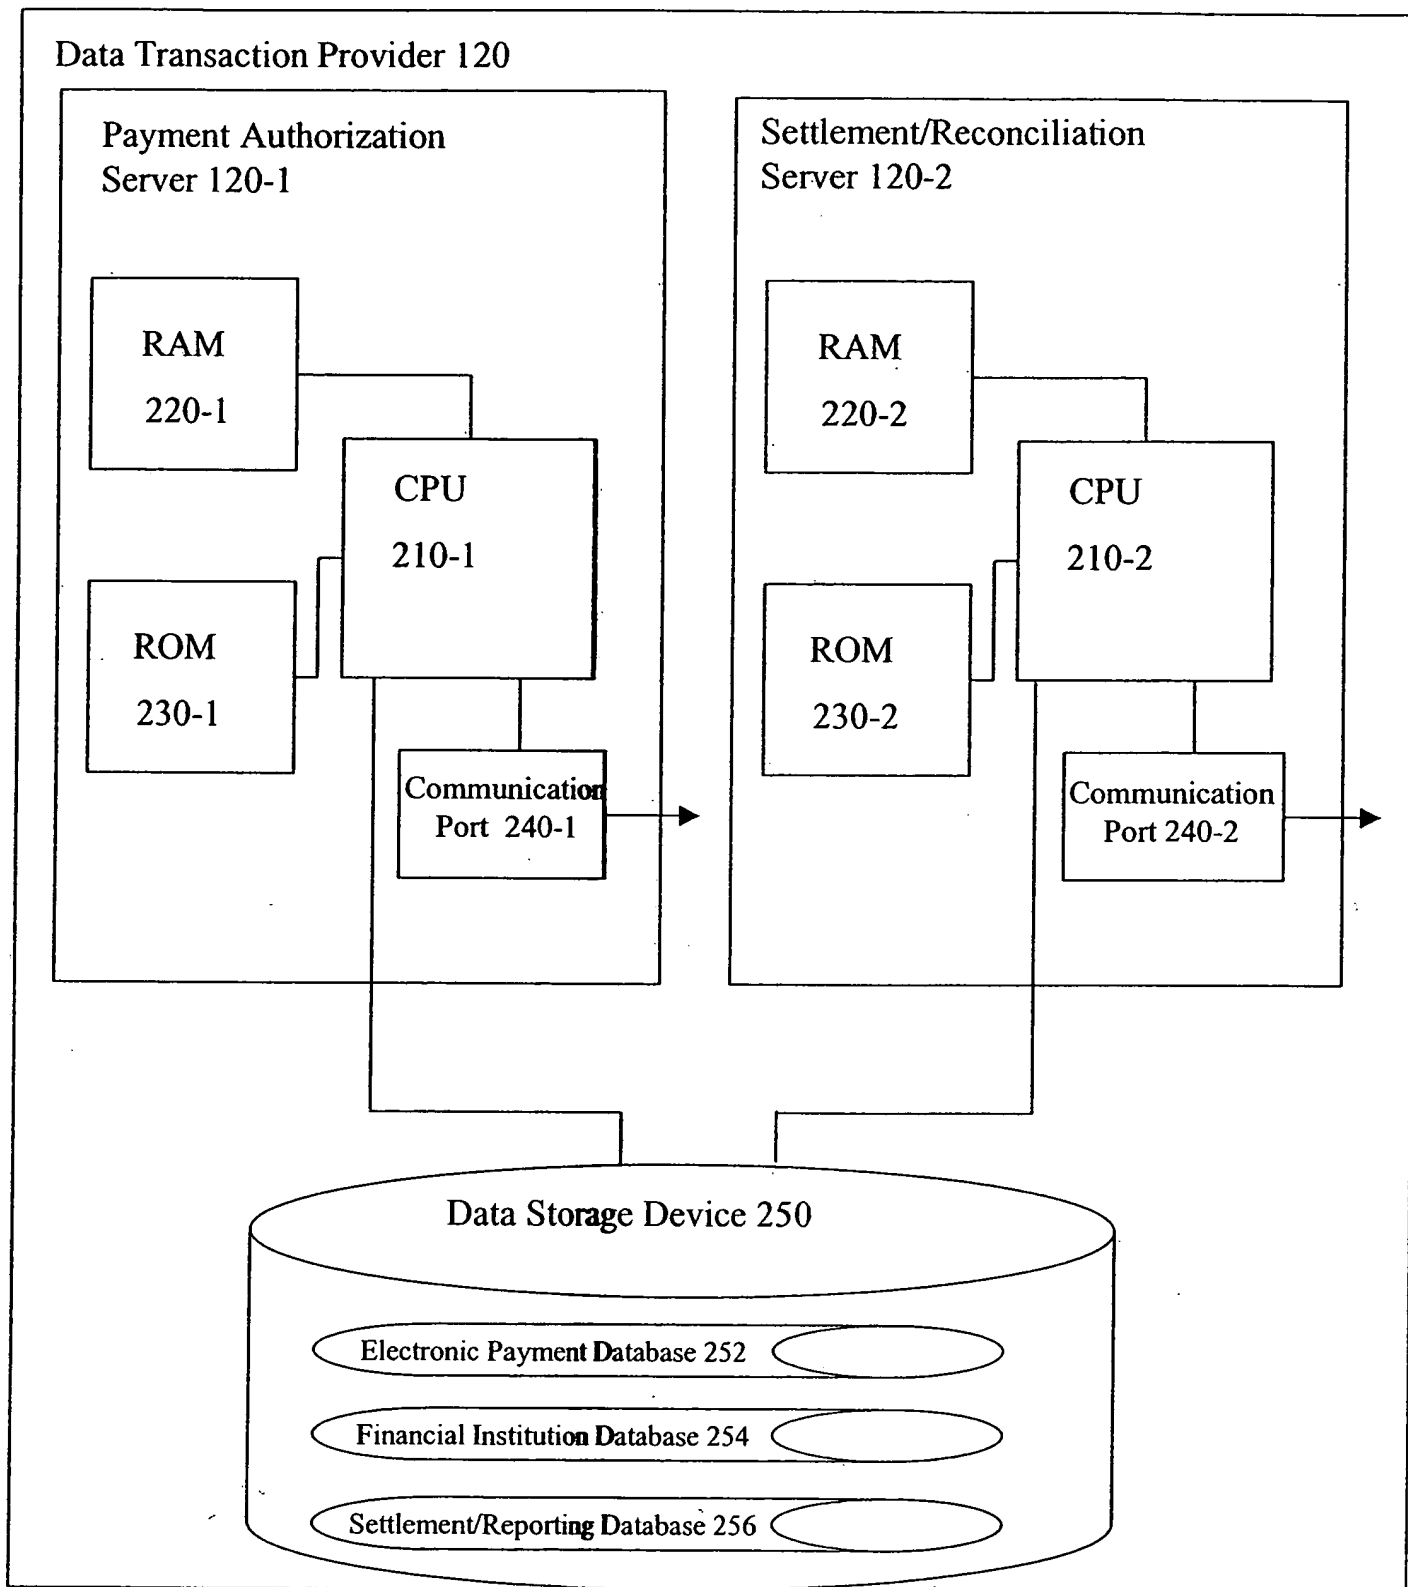 Data Transaction Provider 120
Payment Authorization
Server 120-1
RAM
220-1
CPU
210-1
ROM
230-1
Communication
Port 240-1
Settlement/Reconciliation
Server 120-2
RAM
220-2
CPU
210-2
ROM
230-2
Communication
Port 240-2
Data Storage Device 250
Electronic Payment Database 252
Financial Institution Database 254
Settlement/Reporting Database 256